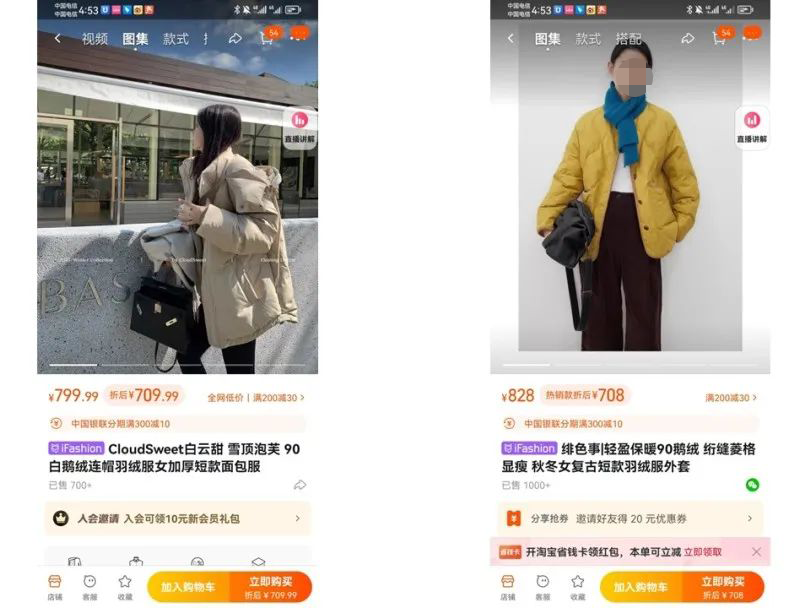 中国电信
中国电信
4:53
视频 图集 款式
54
直播讲解
BAS
2023 Winter Collection
by CloudSweet
¥799.99 折后¥709.99 全网低价 | 满200减30 >
中国银联分期满300减10
iFashion CloudSweet白云甜 雪顶泡芙 90
白鹅绒连帽羽绒服女加厚短款面包服
已售 700+
入会邀请 入会可领10元新会员礼包 >
店铺 客服 收藏
加入购物车
立即购买
折后 ¥ 709.99
中国电信
中国电信
4:53
图集 款式 搭配
54
直播讲解
¥828 热销款折后¥708 满200减30 >
中国银联分期满300减10
iFashion 绯色事|轻盈保暖90鹅绒 绗缝菱格
显瘦 秋冬女复古短款羽绒服外套
已售 1000+
分享抢券 邀请好友得 20 元优惠券 >
省钱卡 开淘宝省钱卡领红包，本单可立减 立即领取
店铺 客服 收藏
加入购物车
立即购买
折后 ¥ 708